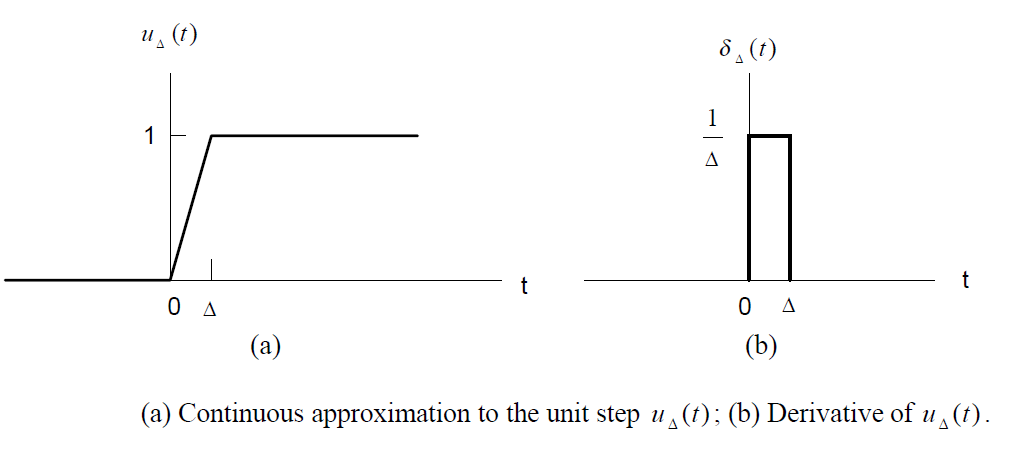 u_Δ(t)
1
0 Δ
t
(a)
δ_Δ(t)
1
Δ
0 Δ
t
(b)
(a) Continuous approximation to the unit step u_Δ(t); (b) Derivative of u_Δ(t).